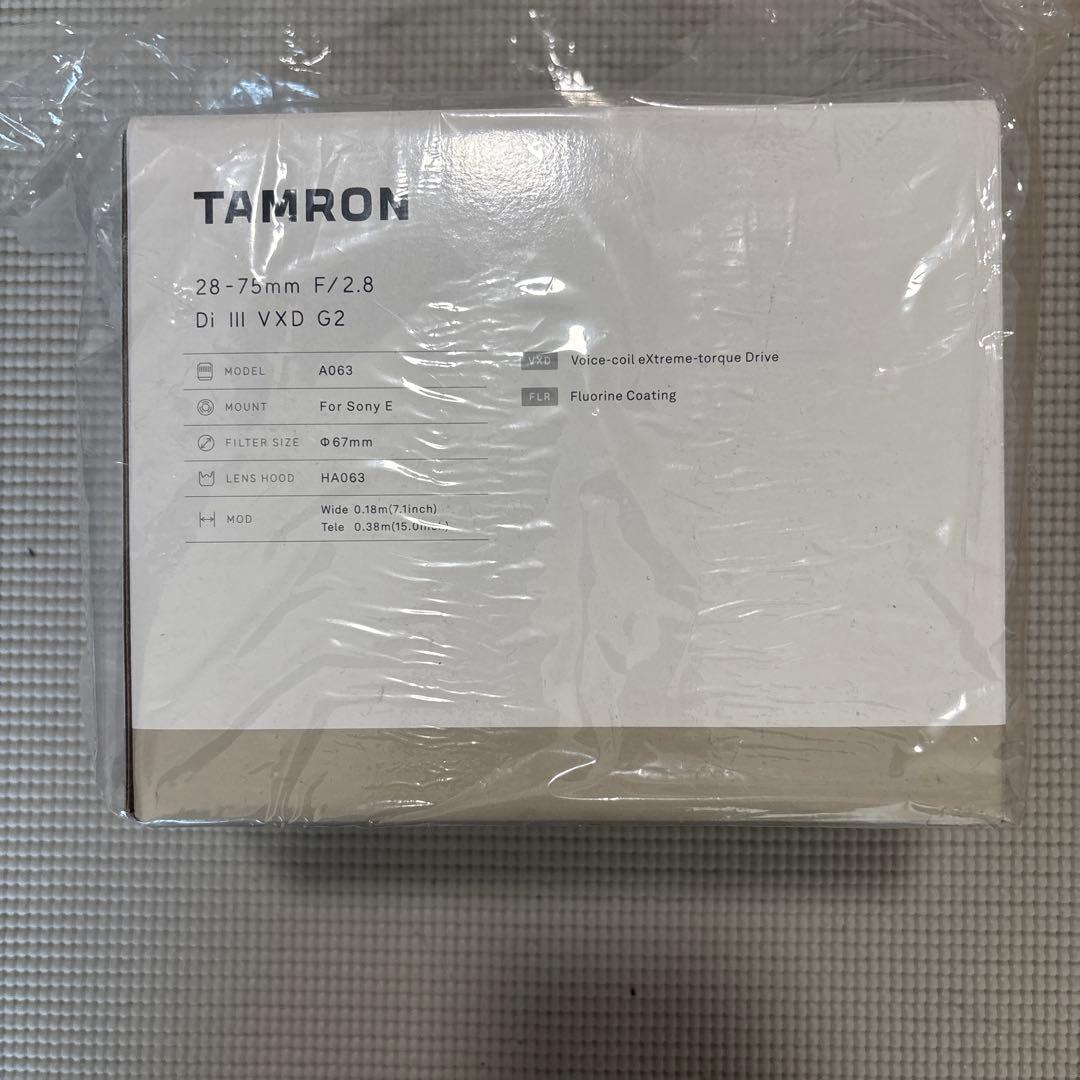 TAMRON
28-75mm F/2.8
Di III VXD G2
MODEL A063
MOUNT For Sony E
FILTER SIZE Φ67mm
LENS HOOD HA063
MOD Wide 0.18m(7.1inch)
Tele 0.38m(15.0inch)
VXD Voice-coil eXtreme-torque Drive
FLR Fluorine Coating